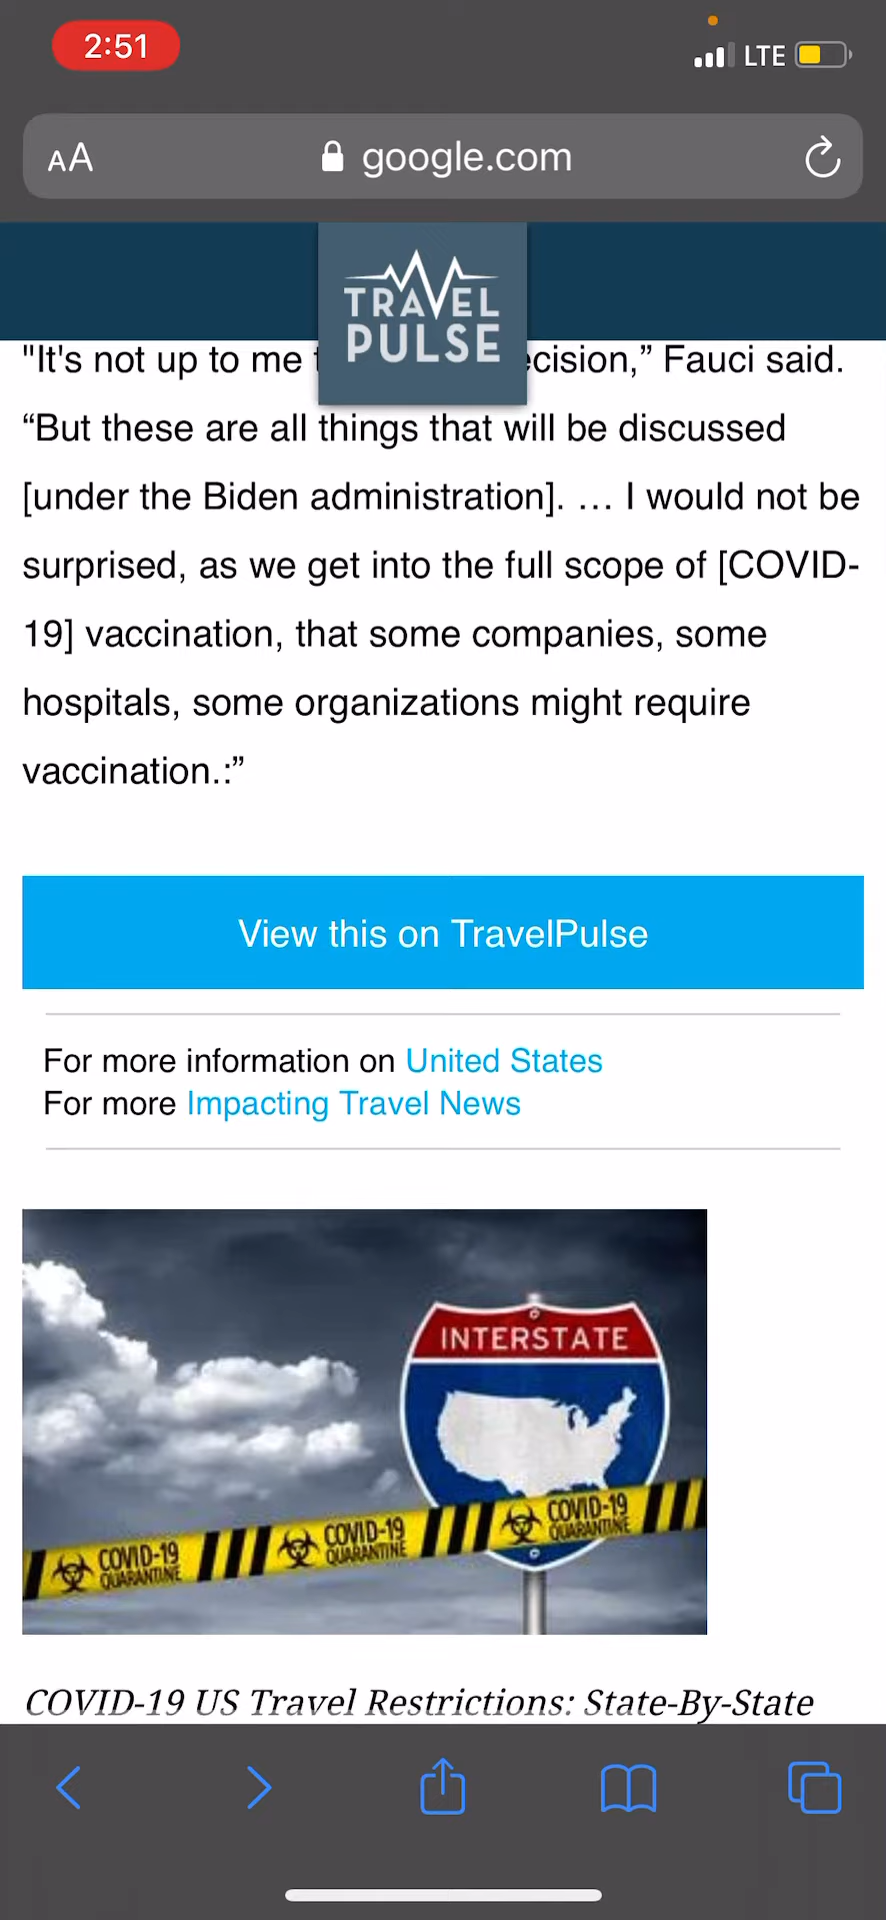 2:51
LTE
AA
google.com
TRAVEL
PULSE
"It's not up to me cision,” Fauci said.
“But these are all things that will be discussed
[under the Biden administration]. … I would not be
surprised, as we get into the full scope of [COVID-
19] vaccination, that some companies, some
hospitals, some organizations might require
vaccination.:”
View this on TravelPulse
For more information on United States
For more Impacting Travel News
INTERSTATE
COVID-19
QUARANTINE
COVID-19
QUARANTINE
COVID-19
QUARANTINE
COVID-19 US Travel Restrictions: State-By-State